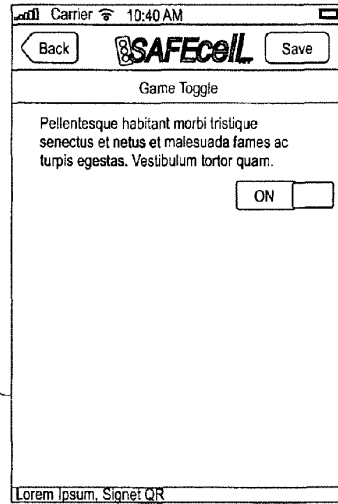 Carrier 10:40 AM
Back SAFEcell Save
Game Toggle
Pellentesque habitant morbi tristique
senectus et netus et malesuada fames ac
turpis egestas. Vestibulum tortor quam.
ON
Lorem Ipsum, Signet QR